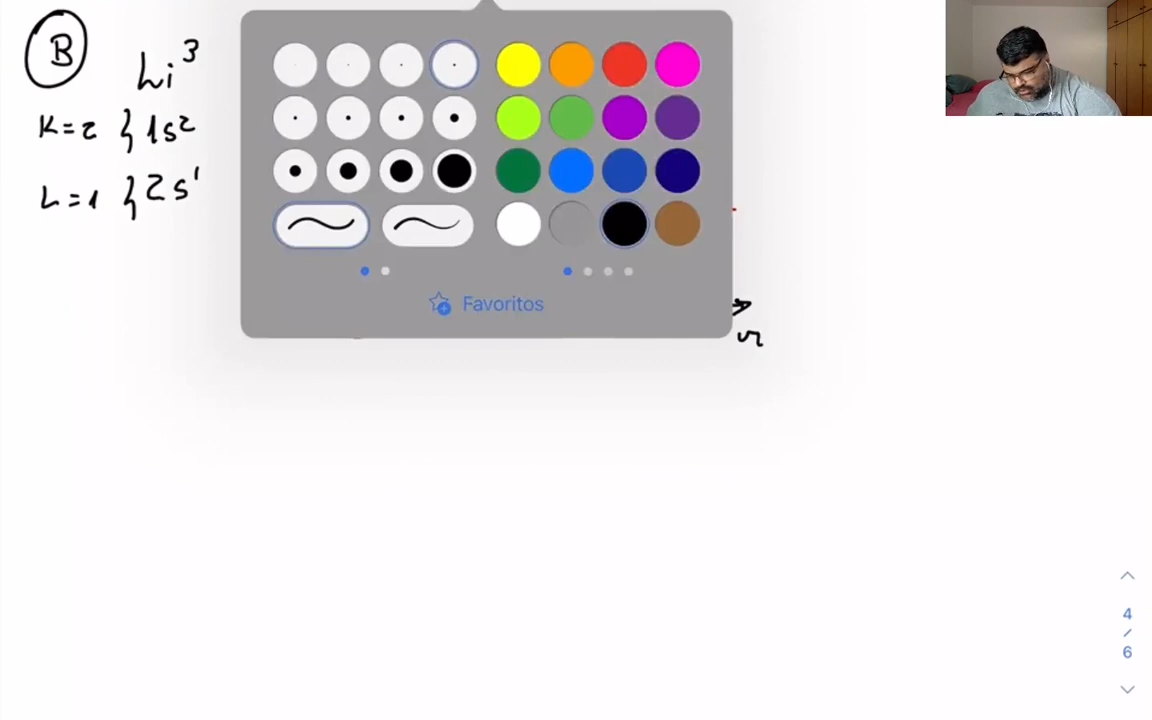 B
Li³
K=2 { 1s²
L=1 { 2s¹
Favoritos
4
/
6